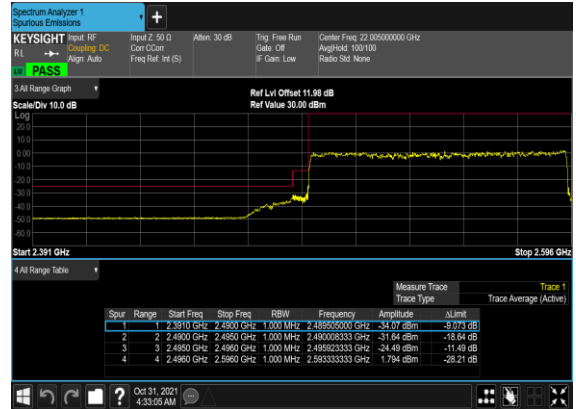 Spectrum Analyzer 1
Spurious Emissions
KEYSIGHT Input: RF Input Z: 50 Ω Atten: 30 dB Trig: Free Run Center Freq: 22.005000000 GHz
RL Coupling: DC Corr CCorr Gate: Off Avg|Hold: 100/100
Align: Auto Freq Ref: Int (S) IF Gain: Low Radio Std: None
PASS
3 All Range Graph
Ref Lvl Offset 11.98 dB
Scale/Div 10.0 dB Ref Value 30.00 dBm
Log
20.0
10.0
0.00
-10.0
-20.0
-30.0
-40.0
-50.0
-60.0
Start 2.391 GHz Stop 2.596 GHz
4 All Range Table
Measure Trace Trace 1
Trace Type Trace Average (Active)
Spur Range Start Freq Stop Freq RBW Frequency Amplitude ΔLimit
1 1 2.3910 GHz 2.4900 GHz 1.000 MHz 2.489505000 GHz -34.07 dBm -9.073 dB
2 2 2.4900 GHz 2.4950 GHz 1.000 MHz 2.490008333 GHz -31.64 dBm -18.64 dB
3 3 2.4950 GHz 2.4960 GHz 1.000 MHz 2.495923333 GHz -24.49 dBm -11.49 dB
4 4 2.4960 GHz 2.5960 GHz 1.000 MHz 2.593333333 GHz 1.794 dBm -28.21 dB
? Oct 31, 2021
4:33:05 AM